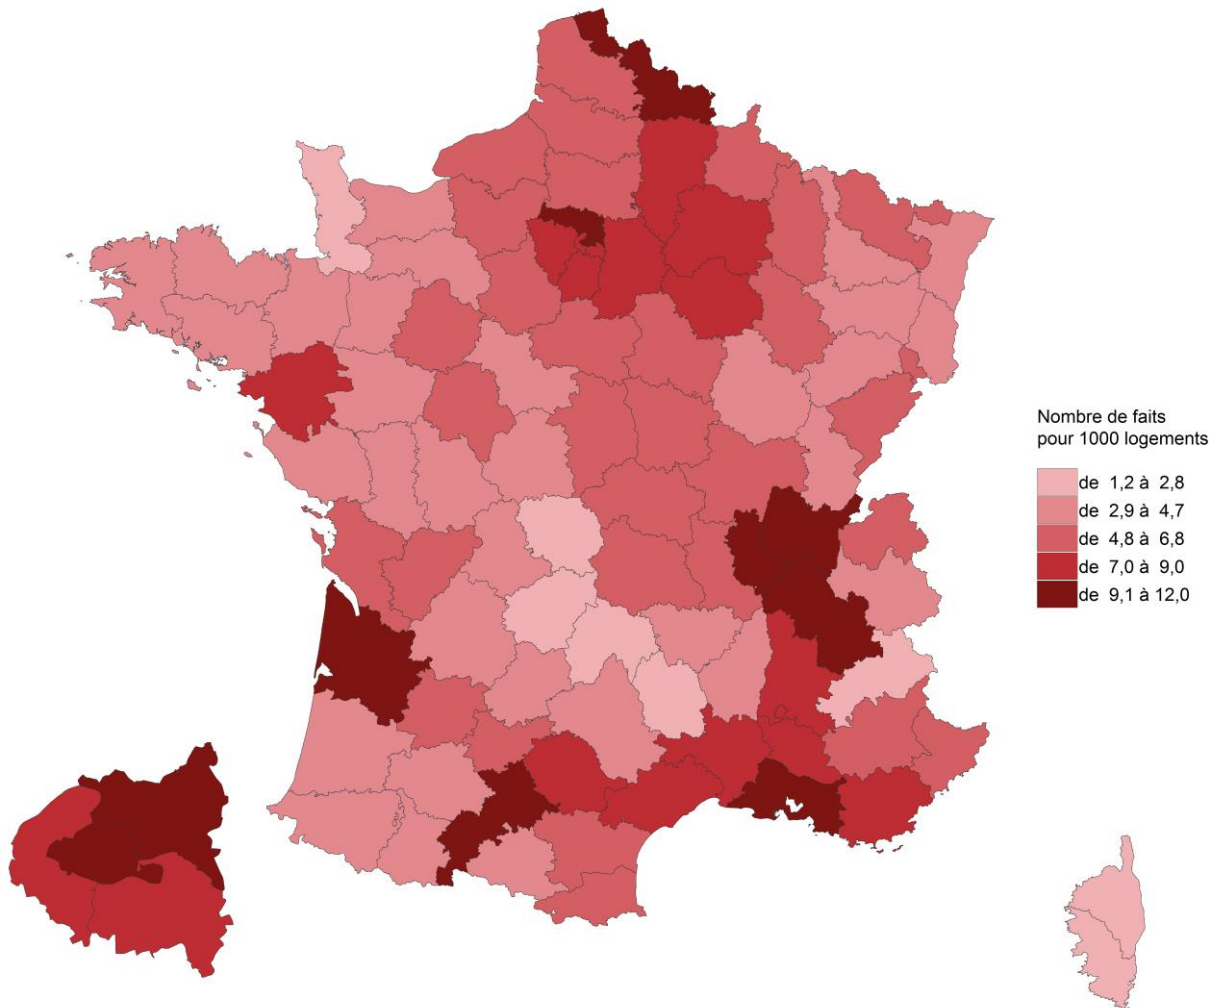 Nombre de faits
pour 1000 logements
de 1,2 à 2,8
de 2,9 à 4,7
de 4,8 à 6,8
de 7,0 à 9,0
de 9,1 à 12,0